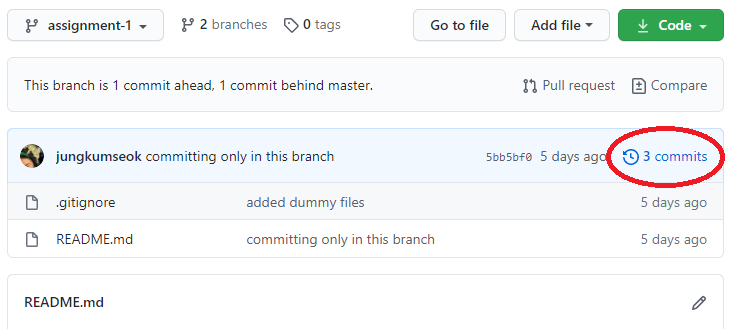 assignment-1 2 branches 0 tags Go to file Add file Code
This branch is 1 commit ahead, 1 commit behind master. Pull request Compare
jungkumseok committing only in this branch 5bb5bf0 5 days ago 3 commits
.gitignore added dummy files 5 days ago
README.md committing only in this branch 5 days ago
README.md